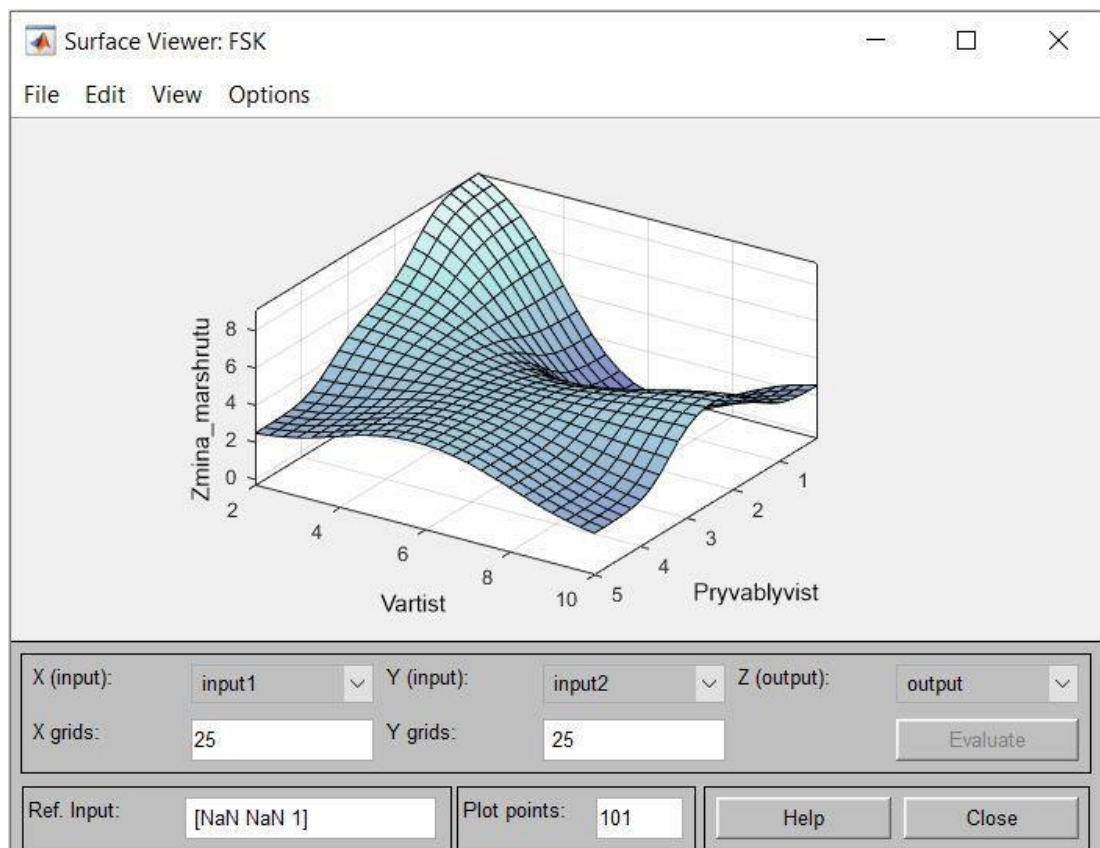 Surface Viewer: FSK
File Edit View Options
Zmina_marshrutu
8
6
4
2
0
2
4
6
8
10
Vartist
5
4
3
2
1
Pryvablyvist
X (input): input1 Y (input): input2 Z (output): output
X grids: 25 Y grids: 25 Evaluate
Ref. Input: [NaN NaN 1] Plot points: 101 Help Close